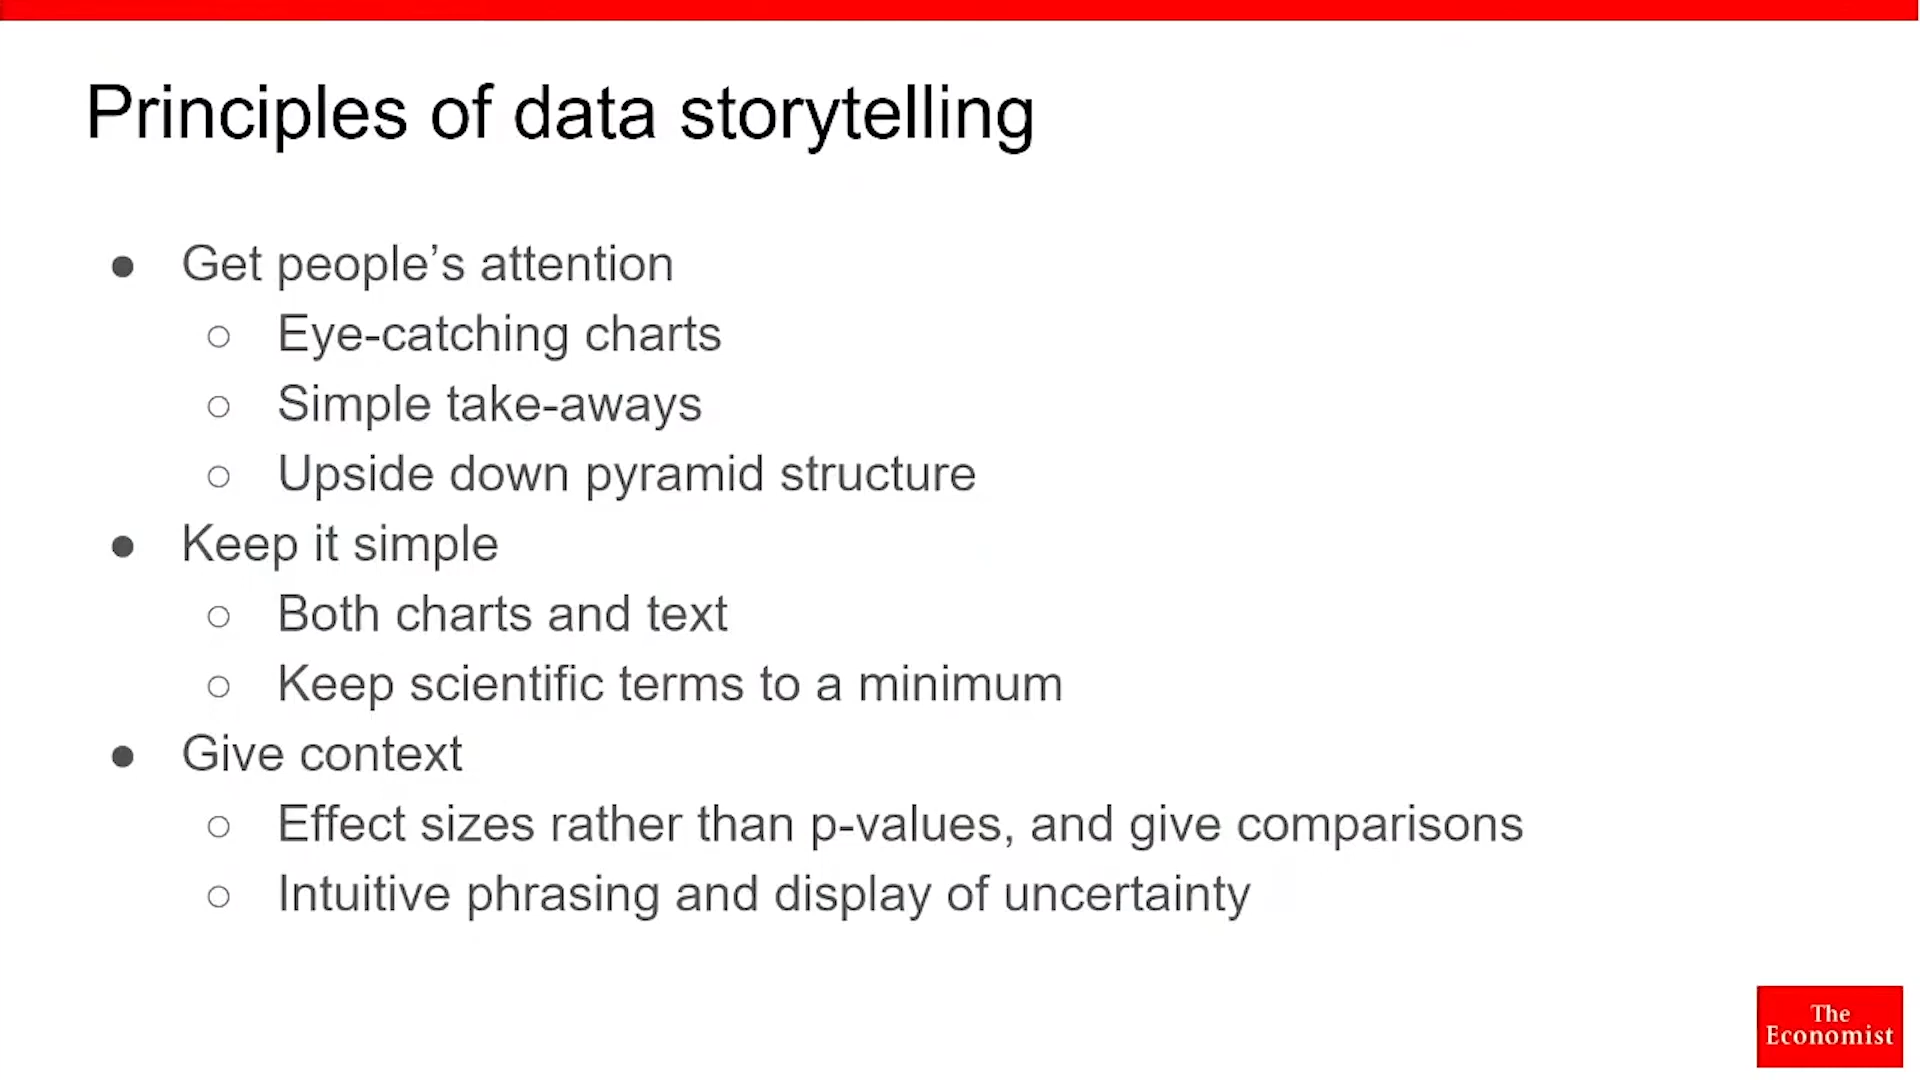 Principles of data storytelling
● Get people’s attention
○ Eye-catching charts
○ Simple take-aways
○ Upside down pyramid structure
● Keep it simple
○ Both charts and text
○ Keep scientific terms to a minimum
● Give context
○ Effect sizes rather than p-values, and give comparisons
○ Intuitive phrasing and display of uncertainty
The
Economist